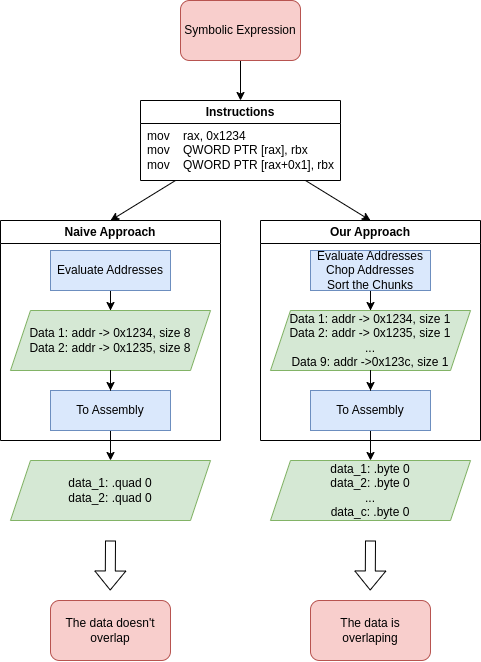 Symbolic Expression
Instructions
mov rax, 0x1234
mov QWORD PTR [rax], rbx
mov QWORD PTR [rax+0x1], rbx
Naive Approach
Evaluate Addresses
Data 1: addr -> 0x1234, size 8
Data 2: addr -> 0x1235, size 8
To Assembly
data_1: .quad 0
data_2: .quad 0
The data doesn't
overlap
Our Approach
Evaluate Addresses
Chop Addresses
Sort the Chunks
Data 1: addr -> 0x1234, size 1
Data 2: addr -> 0x1235, size 1
...
Data 9: addr ->0x123c, size 1
To Assembly
data_1: .byte 0
data_2: .byte 0
...
data_c: .byte 0
The data is
overlaping